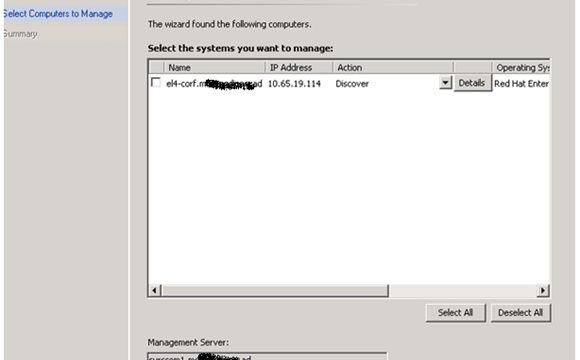 Select Computers to Manage
Summary
The wizard found the following computers.
Select the systems you want to manage:
Name IP Address Action Operating Sys
el4-corf.m ad 10.65.19.114 Discover Details Red Hat Enter
Select All Deselect All
Management Server:
ad